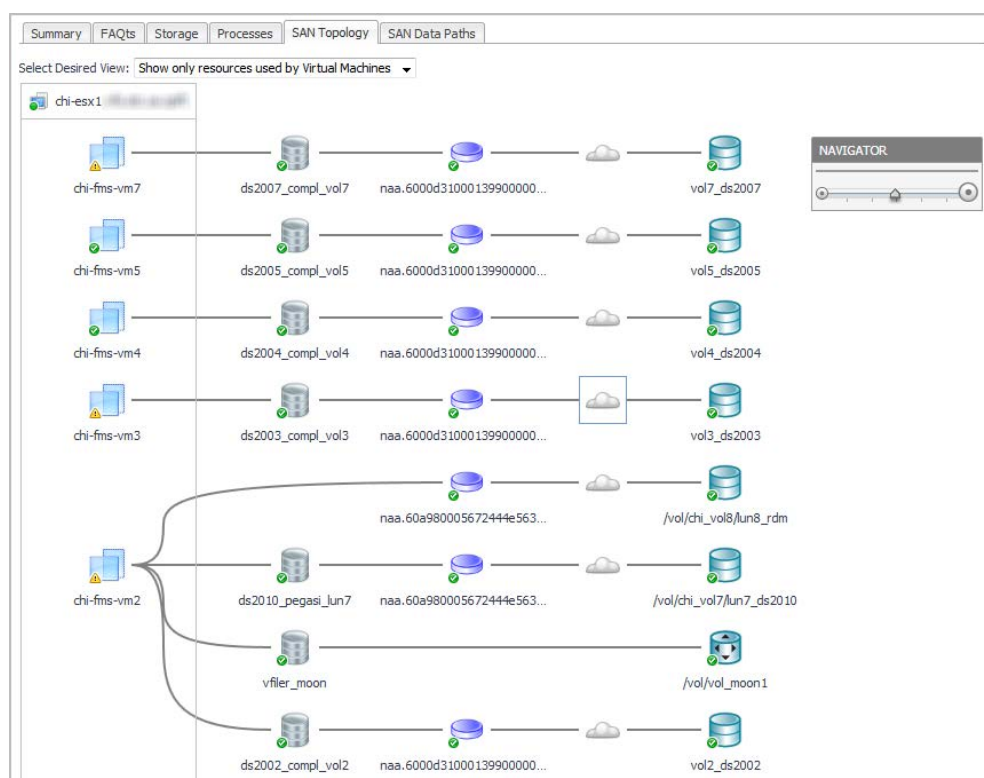 Summary FAQts Storage Processes SAN Topology SAN Data Paths
Select Desired View: Show only resources used by Virtual Machines
chi-esx1
NAVIGATOR
chi-fms-vm7 ds2007_compl_vol7 naa.6000d31000139900000... vol7_ds2007
chi-fms-vm5 ds2005_compl_vol5 naa.6000d31000139900000... vol5_ds2005
chi-fms-vm4 ds2004_compl_vol4 naa.6000d31000139900000... vol4_ds2004
chi-fms-vm3 ds2003_compl_vol3 naa.6000d31000139900000... vol3_ds2003
naa.60a980005672444e563... /vol/chi_vol8/lun8_rdm
chi-fms-vm2 ds2010_pegasi_lun7 naa.60a980005672444e563... /vol/chi_vol7/lun7_ds2010
vfiler_moon /vol/vol_moon1
ds2002_compl_vol2 naa.6000d31000139900000... vol2_ds2002